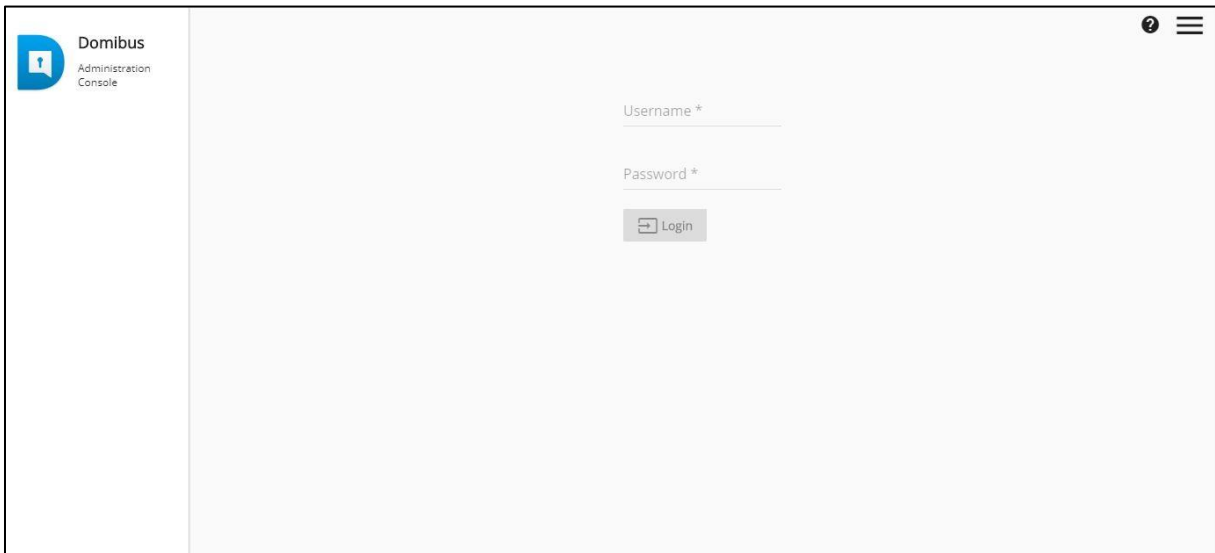 Domibus
Administration
Console
?
Username *
Password *
Login